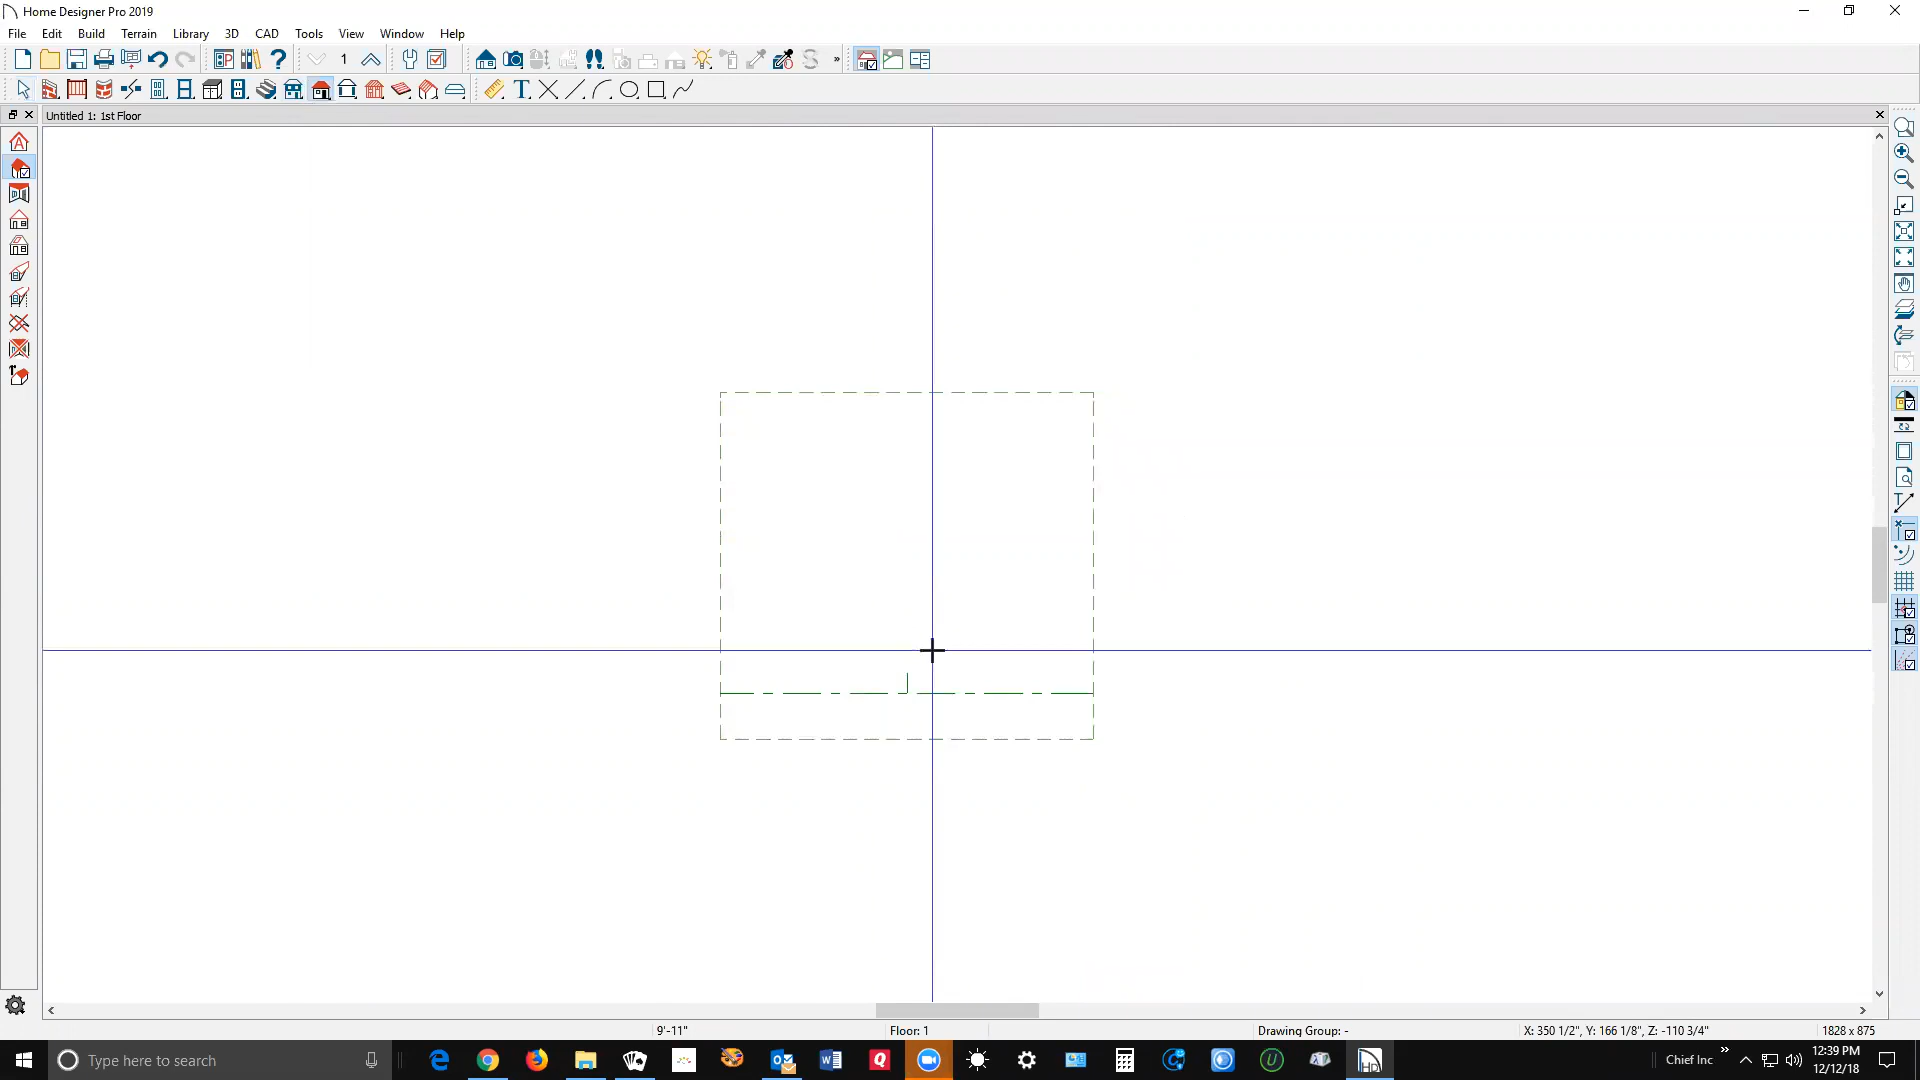 Home Designer Pro 2019
File Edit Build Terrain Library 3D CAD Tools View Window Help
1
Untitled 1: 1st Floor
9'-11" Floor: 1 Drawing Group: - X: 350 1/2", Y: 166 1/8", Z: -110 3/4" 1828 x 875
Type here to search
Chief Inc
12:39 PM
12/12/18